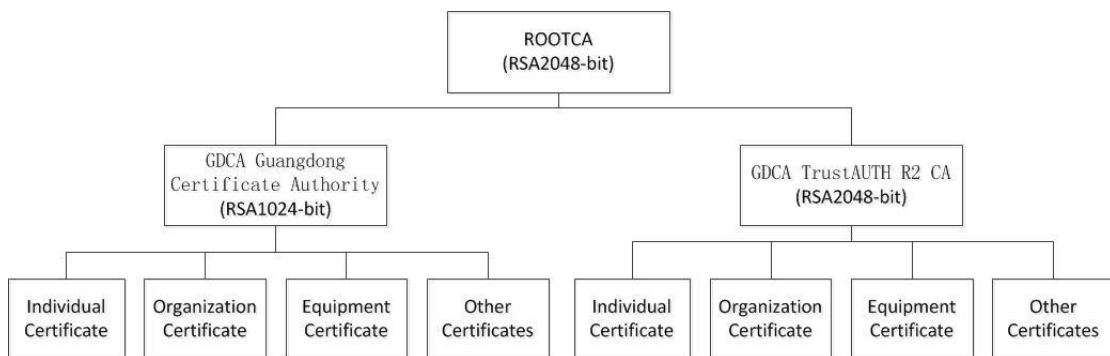 ROOTCA
(RSA2048-bit)
GDCA Guangdong
Certificate Authority
(RSA1024-bit)
GDCA TrustAUTH R2 CA
(RSA2048-bit)
Individual
Certificate
Organization
Certificate
Equipment
Certificate
Other
Certificates
Individual
Certificate
Organization
Certificate
Equipment
Certificate
Other
Certificates